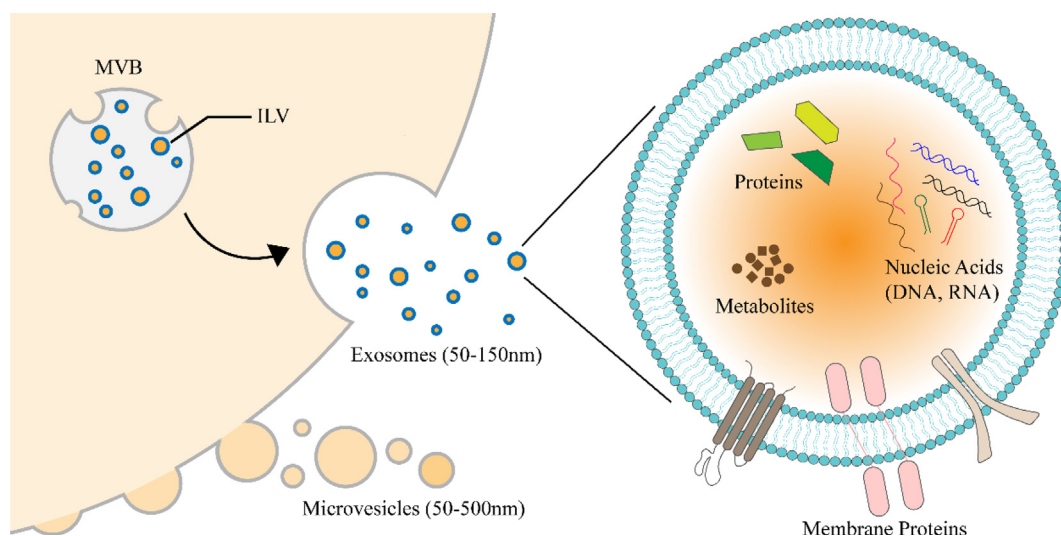 MVB
ILV
Exosomes (50-150nm)
Microvesicles (50-500nm)
Proteins
Metabolites
Nucleic Acids
(DNA, RNA)
Membrane Proteins